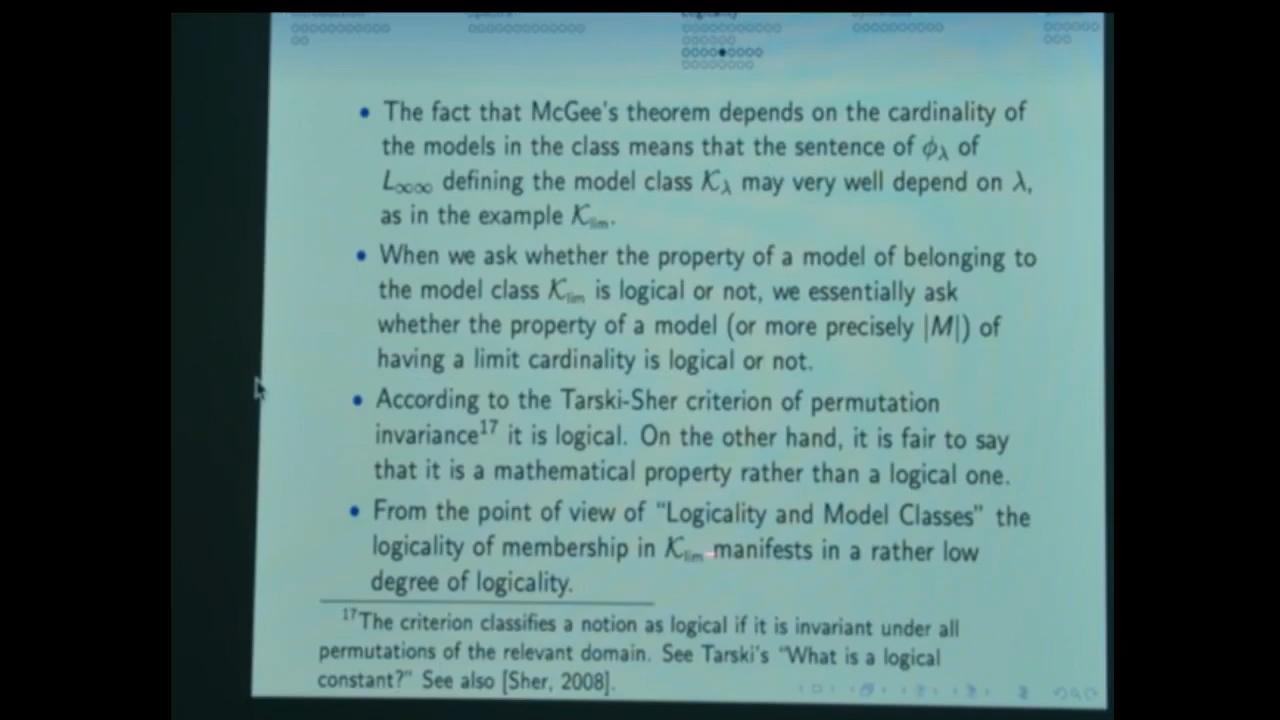 • The fact that McGee's theorem depends on the cardinality of
the models in the class means that the sentence of ϕλ of
L∞∞ defining the model class Kλ may very well depend on λ,
as in the example Klim.
• When we ask whether the property of a model of belonging to
the model class Klim is logical or not, we essentially ask
whether the property of a model (or more precisely |M|) of
having a limit cardinality is logical or not.
• According to the Tarski-Sher criterion of permutation
invariance17 it is logical. On the other hand, it is fair to say
that it is a mathematical property rather than a logical one.
• From the point of view of "Logicality and Model Classes" the
logicality of membership in Klim manifests in a rather low
degree of logicality.
17The criterion classifies a notion as logical if it is invariant under all
permutations of the relevant domain. See Tarski's "What is a logical
constant?" See also [Sher, 2008].